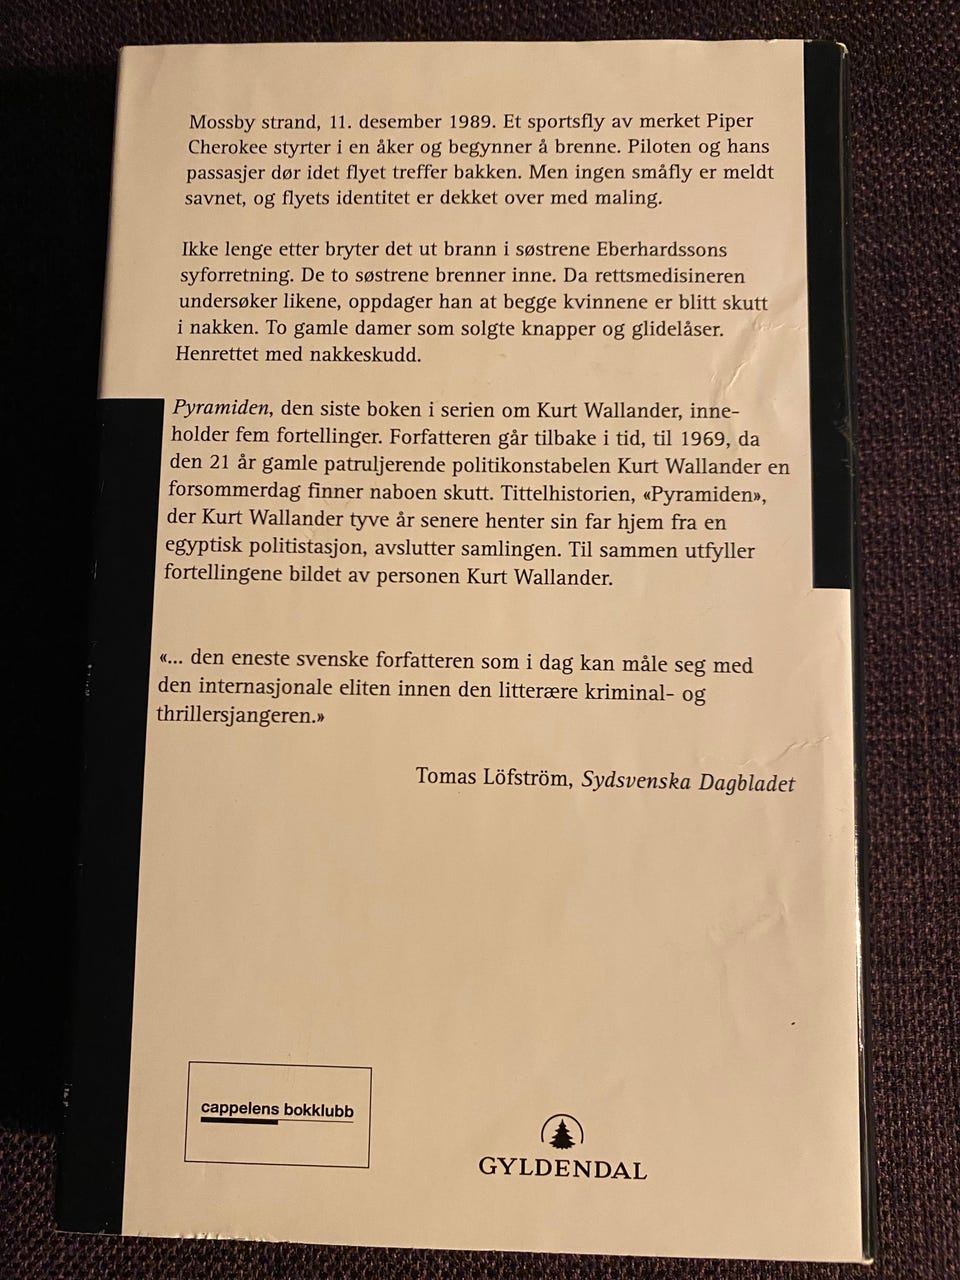 Mossby strand, 11. desember 1989. Et sportsfly av merket Piper
Cherokee styrter i en åker og begynner å brenne. Piloten og hans
passasjer dør idet flyet treffer bakken. Men ingen småfly er meldt
savnet, og flyets identitet er dekket over med maling.
Ikke lenge etter bryter det ut brann i søstrene Eberhardssons
syforretning. De to søstrene brenner inne. Da rettsmedisineren
undersøker likene, oppdager han at begge kvinnene er blitt skutt
i nakken. To gamle damer som solgte knapper og glidelåser.
Henrettet med nakkeskudd.
Pyramiden, den siste boken i serien om Kurt Wallander, inne-
holder fem fortellinger. Forfatteren går tilbake i tid, til 1969, da
den 21 år gamle patruljerende politikonstabelen Kurt Wallander en
forsommerdag finner naboen skutt. Tittelhistorien, «Pyramiden»,
der Kurt Wallander tyve år senere henter sin far hjem fra en
egyptisk politistasjon, avslutter samlingen. Til sammen utfyller
fortellingene bildet av personen Kurt Wallander.
«... den eneste svenske forfatteren som i dag kan måle seg med
den internasjonale eliten innen den litterære kriminal- og
thrillersjangeren.»
Tomas Löfström, Sydsvenska Dagbladet
cappelens bokklubb
GYLDENDAL